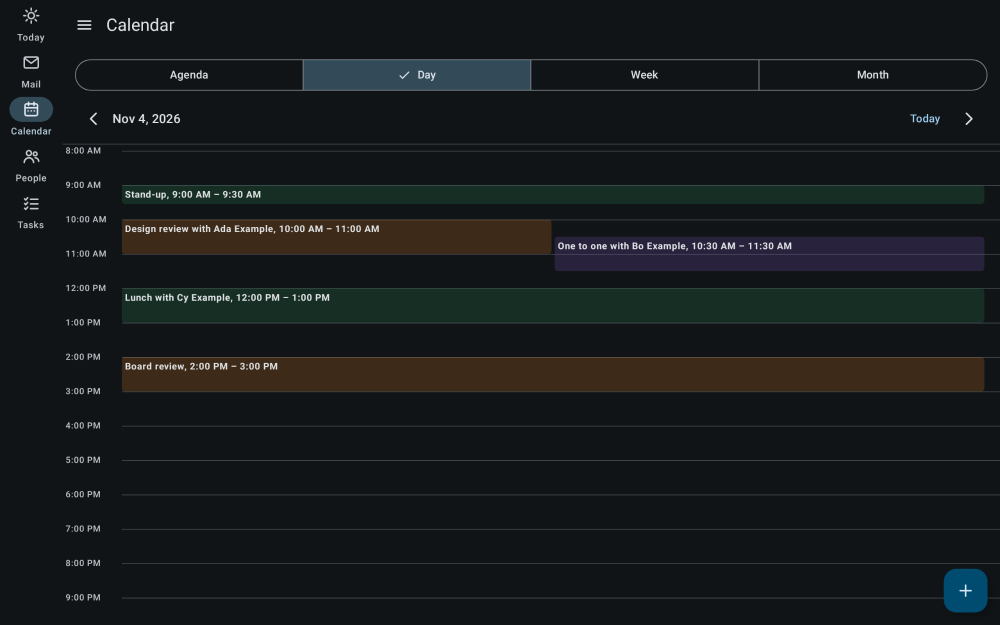 Calendar
Today
Mail
Calendar
People
Tasks
Agenda
Day
Week
Month
Nov 4, 2026
Today
8:00 AM
9:00 AM
Stand-up, 9:00 AM – 9:30 AM
10:00 AM
Design review with Ada Example, 10:00 AM – 11:00 AM
One to one with Bo Example, 10:30 AM – 11:30 AM
11:00 AM
12:00 PM
Lunch with Cy Example, 12:00 PM – 1:00 PM
1:00 PM
2:00 PM
Board review, 2:00 PM – 3:00 PM
3:00 PM
4:00 PM
5:00 PM
6:00 PM
7:00 PM
8:00 PM
9:00 PM